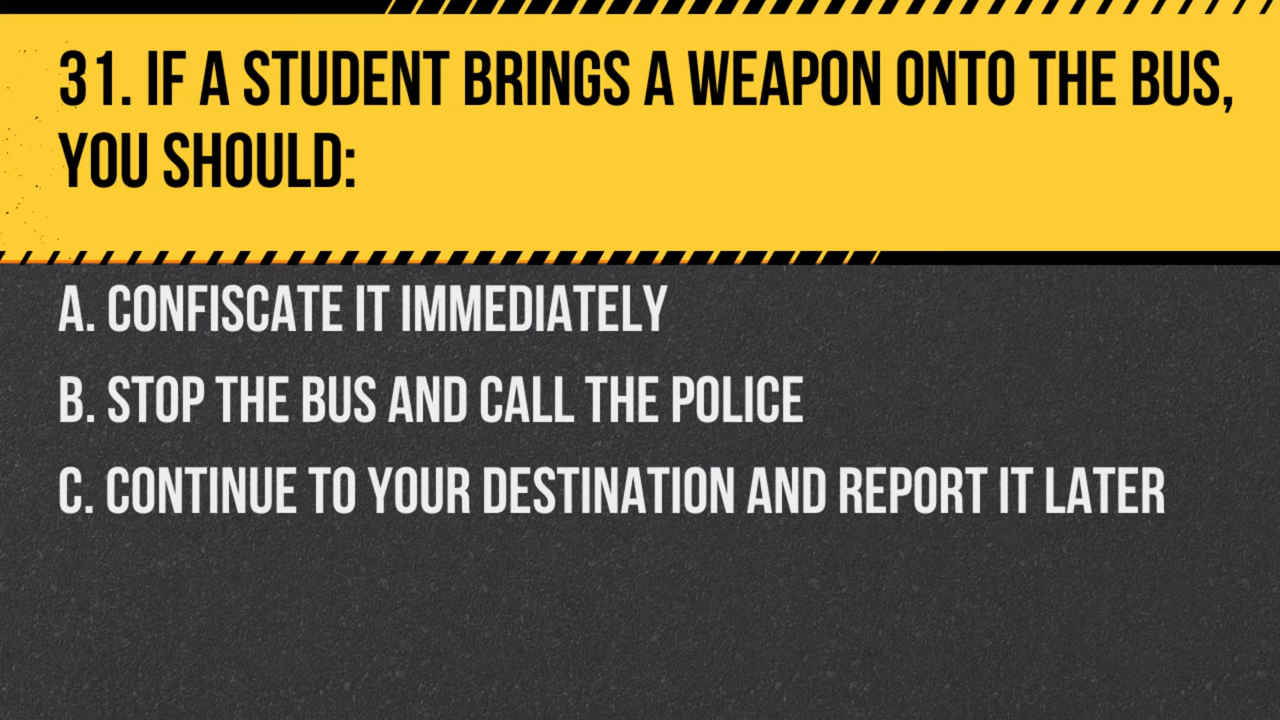 31. IF A STUDENT BRINGS A WEAPON ONTO THE BUS,
YOU SHOULD:
A. CONFISCATE IT IMMEDIATELY
B. STOP THE BUS AND CALL THE POLICE
C. CONTINUE TO YOUR DESTINATION AND REPORT IT LATER